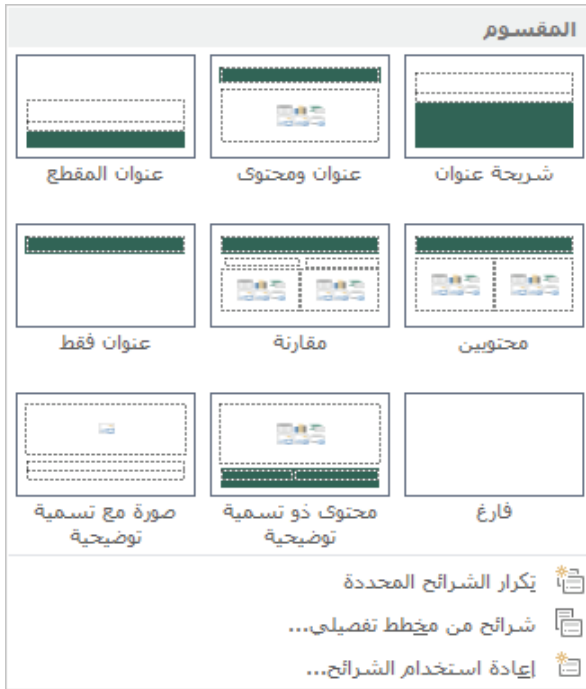 المقسوم
شريحة عنوان
عنوان ومحتوى
عنوان المقطع
محتويين
مقارنة
عنوان فقط
فارغ
محتوى ذو تسمية
توضيحية
صورة مع تسمية
توضيحية
تكرار الشرائح المحددة
شرائح من مخطط تفصيلي...
إعادة استخدام الشرائح...